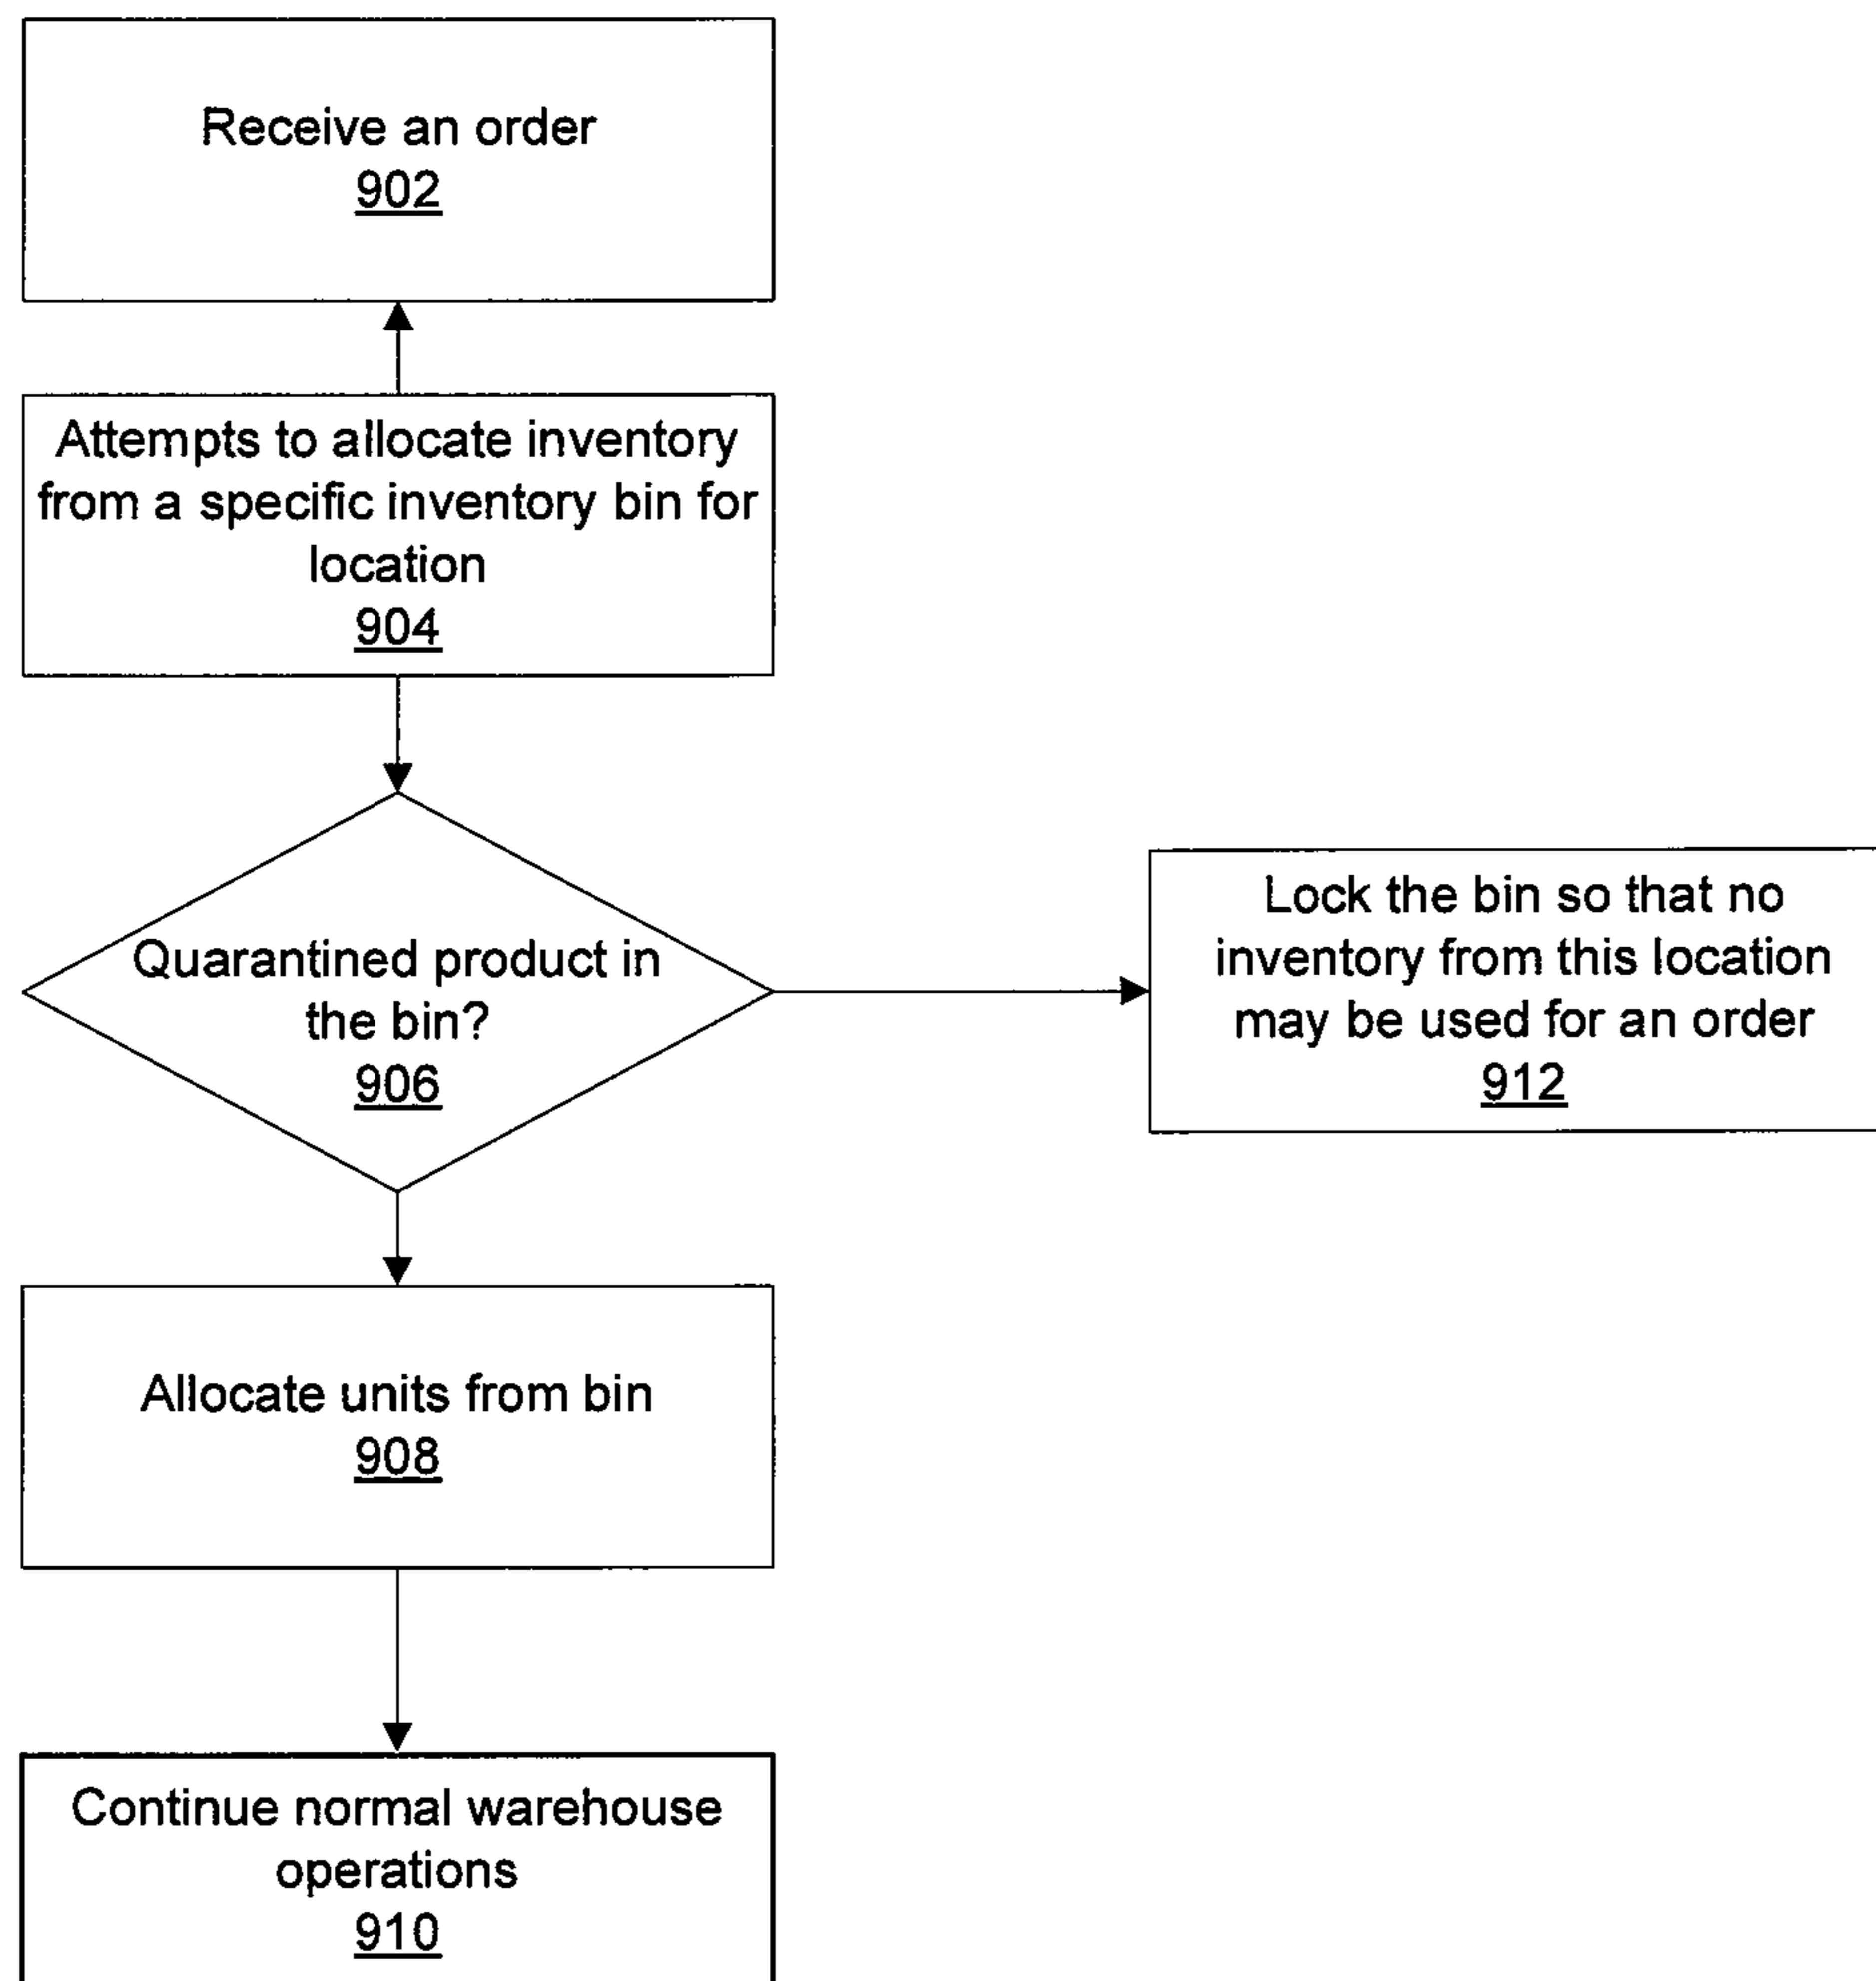 Receive an order
902
Attempts to allocate inventory
from a specific inventory bin for
location
904
Quarantined product in
the bin?
906
Lock the bin so that no
inventory from this location
may be used for an order
912
Allocate units from bin
908
Continue normal warehouse
operations
910